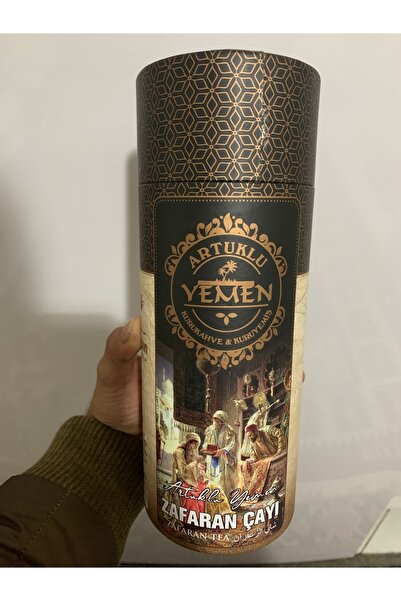 ARTUKLU
YEMEN
KURUKAHVE & KURUYEMİŞ
Artuklu Yemen
ZAFARAN ÇAYI
ZAFARAN TEA